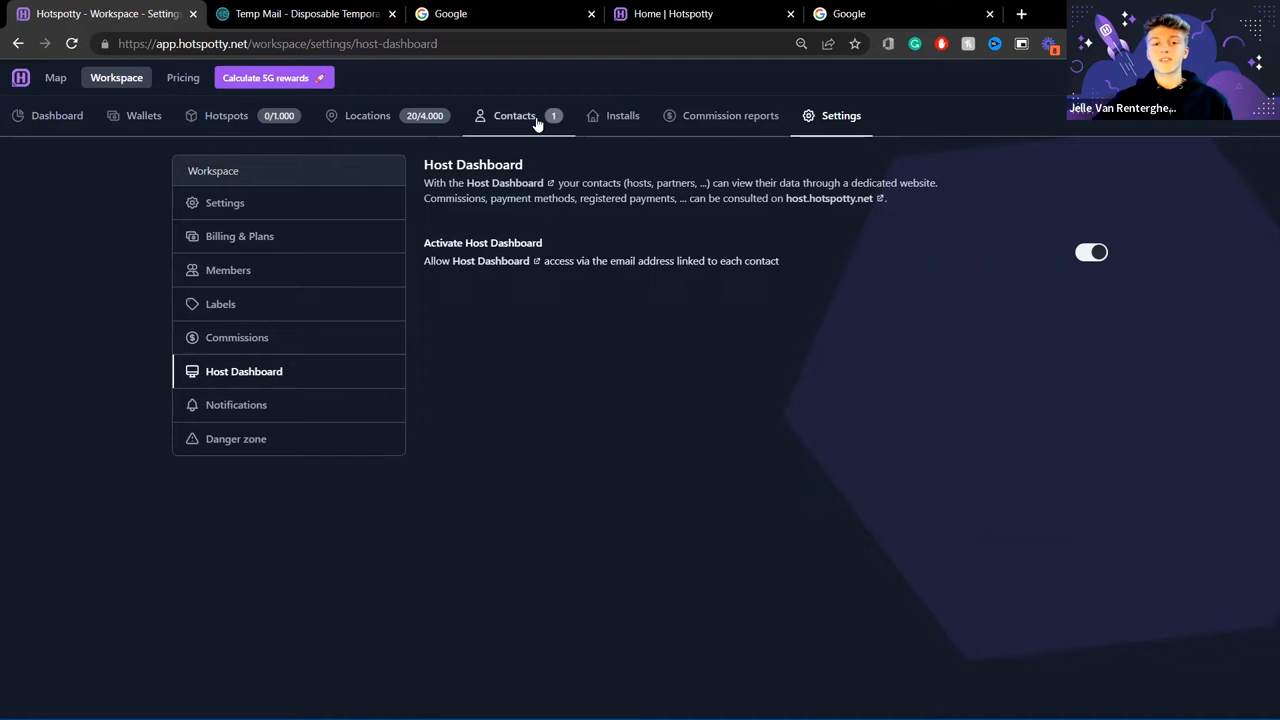 Hotspotty - Workspace - Settings
Temp Mail - Disposable Tempora
Google
Home | Hotspotty
Google
https://app.hotspotty.net/workspace/settings/host-dashboard
8
Map
Workspace
Pricing
Calculate 5G rewards
Jelle Van Renterghe,...
Dashboard
Wallets
Hotspots 0/1.000
Locations 20/4.000
Contacts 1
Installs
Commission reports
Settings
Workspace
Settings
Billing & Plans
Members
Labels
Commissions
Host Dashboard
Notifications
Danger zone
Host Dashboard
With the Host Dashboard your contacts (hosts, partners, ...) can view their data through a dedicated website.
Commissions, payment methods, registered payments, ... can be consulted on host.hotspotty.net .
Activate Host Dashboard
Allow Host Dashboard access via the email address linked to each contact